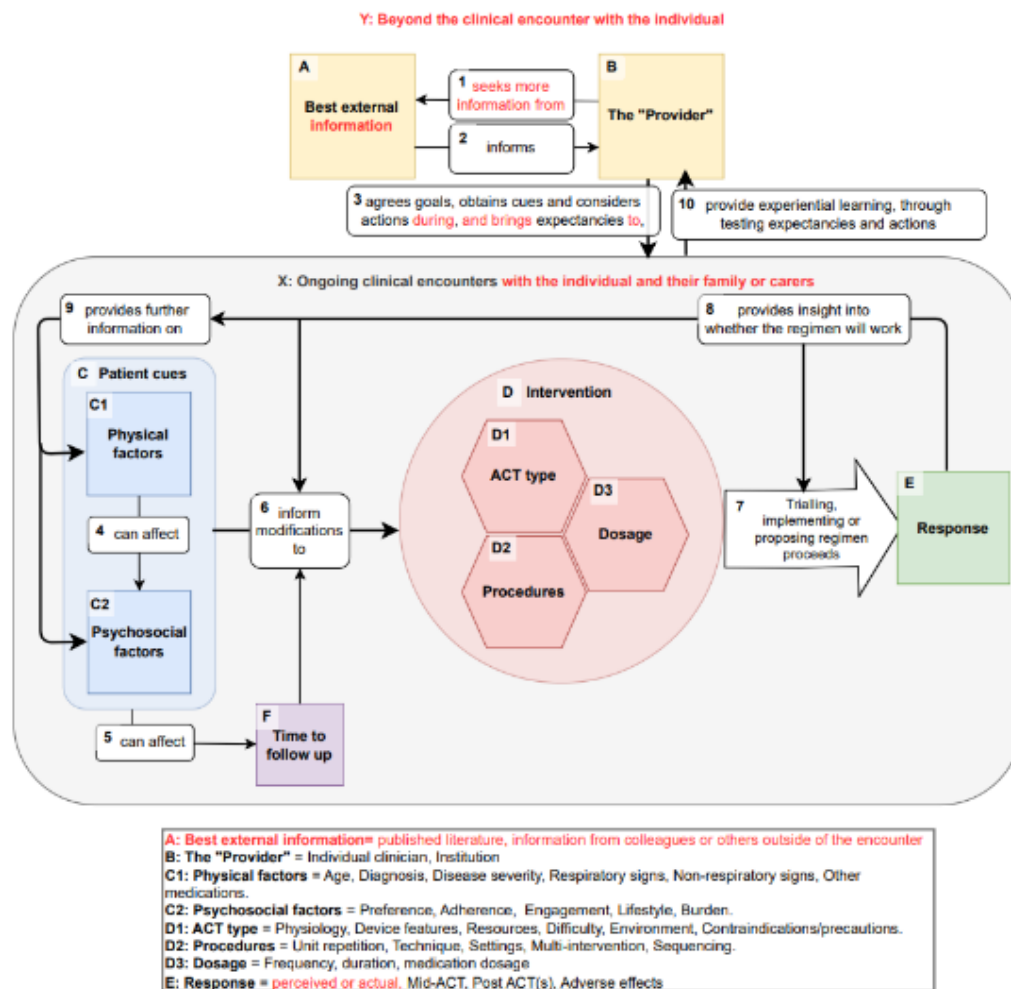 Y: Beyond the clinical encounter with the individual
A
Best external
information
1 seeks more
information from
2 informs
B
The "Provider"
3 agrees goals, obtains cues and considers
actions during, and brings expectancies to,
10 provide experiential learning, through
testing expectancies and actions
X: Ongoing clinical encounters with the individual and their family or carers
9 provides further
information on
8 provides insight into
whether the regimen will work
C Patient cues
C1
Physical
factors
4 can affect
C2
Psychosocial
factors
5 can affect
F
Time to
follow up
6 inform
modifications
to
D Intervention
D1
ACT type
D2
Procedures
D3
Dosage
7 Trialling,
implementing or
proposing regimen
proceeds
E
Response
A: Best external information= published literature, information from colleagues or others outside of the encounter
B: The "Provider" = Individual clinician, Institution
C1: Physical factors = Age, Diagnosis, Disease severity, Respiratory signs, Non-respiratory signs, Other
medications.
C2: Psychosocial factors = Preference, Adherence, Engagement, Lifestyle, Burden.
D1: ACT type = Physiology, Device features, Resources, Difficulty, Environment, Contraindications/precautions.
D2: Procedures = Unit repetition, Technique, Settings, Multi-intervention, Sequencing.
D3: Dosage = Frequency, duration, medication dosage
E: Response = perceived or actual, Mid-ACT, Post ACT(s), Adverse effects